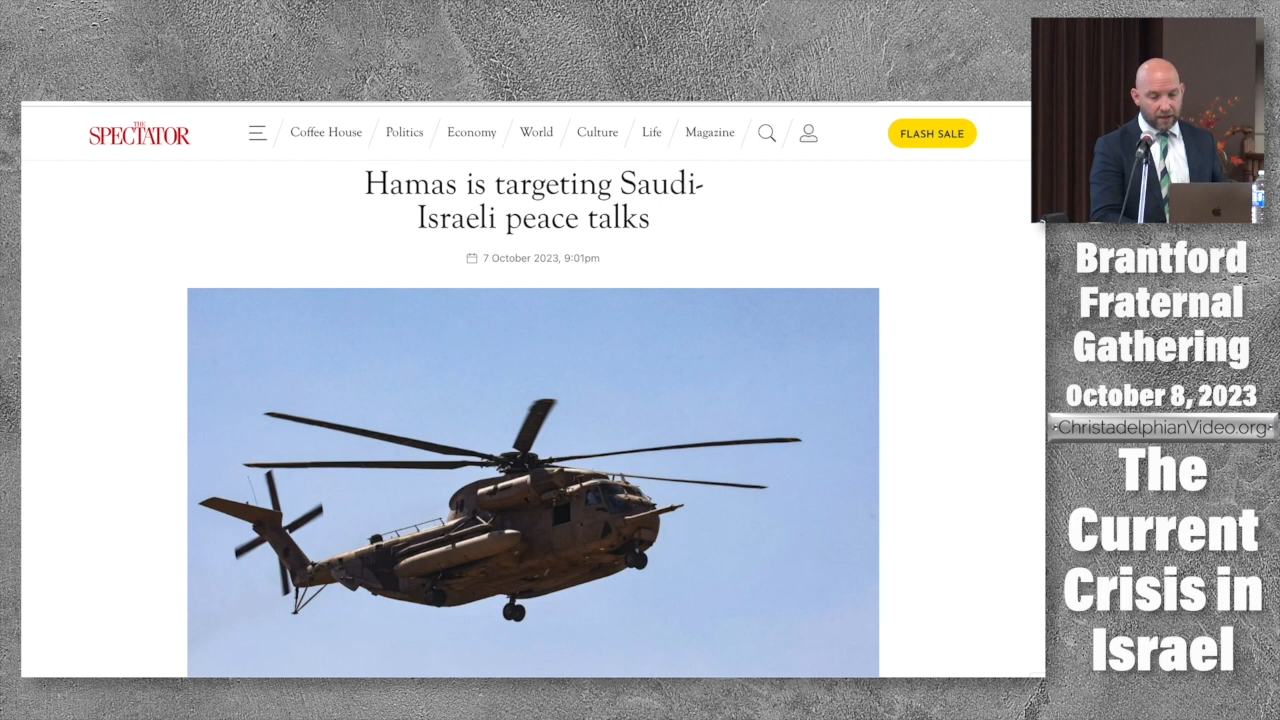 THE
SPECTATOR
Coffee House
Politics
Economy
World
Culture
Life
Magazine
FLASH SALE
Hamas is targeting Saudi-
Israeli peace talks
7 October 2023, 9:01pm
Brantford
Fraternal
Gathering
October 8, 2023
ChristadelphianVideo.org
The
Current
Crisis in
Israel